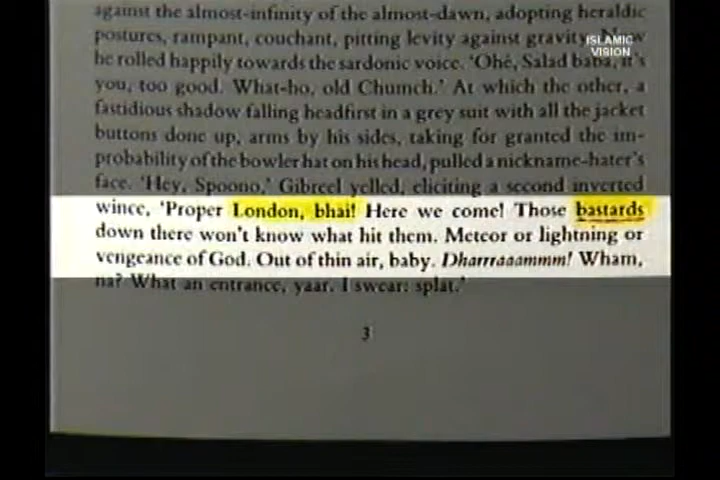 against the almost-infinity of the almost-dawn, adopting heraldic
postures, rampant, couchant, pitting levity against gravity. Now
he rolled happily towards the sardonic voice. 'Ohé, Salad baba, it's
you, too good. What-ho, old Chumch.' At which the other, a
fastidious shadow falling headfirst in a grey suit with all the jacket
buttons done up, arms by his sides, taking for granted the im-
probability of the bowler hat on his head, pulled a nickname-hater's
face. 'Hey, Spoono,' Gibreel yelled, eliciting a second inverted
wince, 'Proper London, bhai! Here we come! Those bastards
down there won't know what hit them. Meteor or lightning or
vengeance of God. Out of thin air, baby. Dharrraaammm! Wham,
na? What an entrance, yaar. I swear: splat.'
3
ISLAMIC
VISION